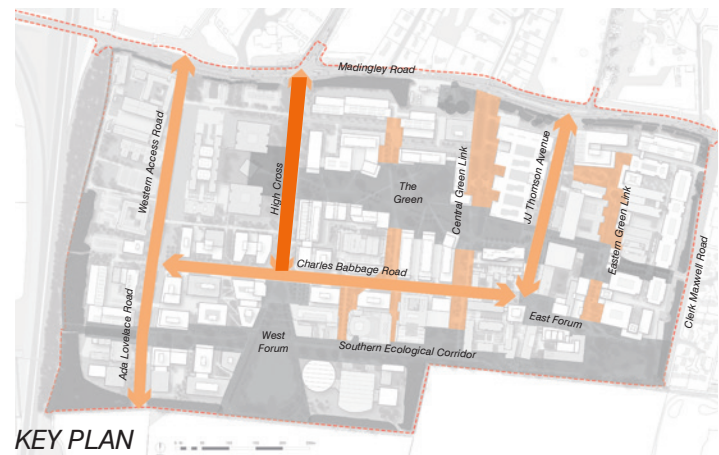 Madingley Road
Western Access Road
High Cross
The
Green
Central Green Link
JJ Thomson Avenue
Eastern Green Link
Clerk Maxwell Road
Charles Babbage Road
Ada Lovelace Road
West
Forum
East Forum
Southern Ecological Corridor
KEY PLAN